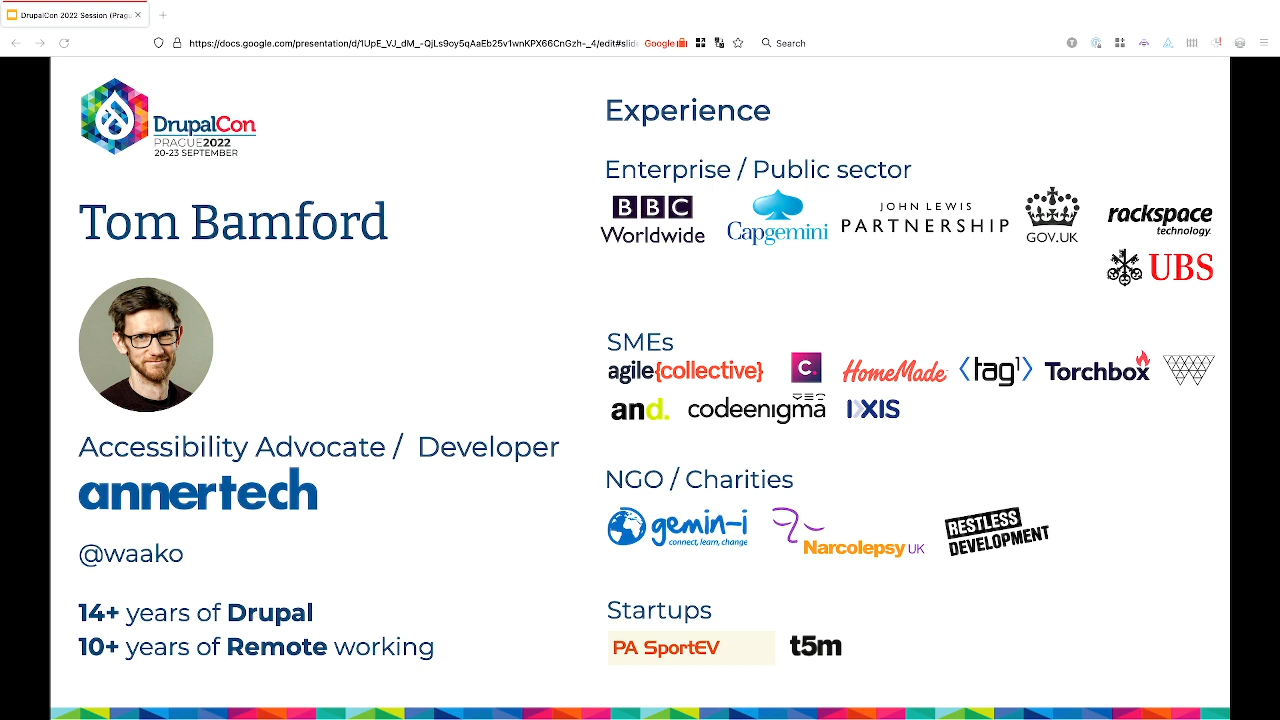 DrupalCon 2022 Session (Prag
https://docs.google.com/presentation/d/1UpE_VJ_dM_-QjLs9oy5qAaEb25v1wnKPX66CnGzh-_4/edit#slid
Google
Search
DrupalCon
PRAGUE2022
20-23 SEPTEMBER
Tom Bamford
Accessibility Advocate / Developer
annertech
@waako
14+ years of Drupal
10+ years of Remote working
Experience
Enterprise / Public sector
BBC
Worldwide
Capgemini
JOHN LEWIS
PARTNERSHIP
GOV.UK
rackspace
technology.
UBS
SMEs
agile{collective}
C.
HomeMade
<tag1>
Torchbox
and.
codeenigma
IXIS
NGO / Charities
gemin-i
connect, learn, change
Narcolepsy UK
RESTLESS
DEVELOPMENT
Startups
PA SportEV
t5m